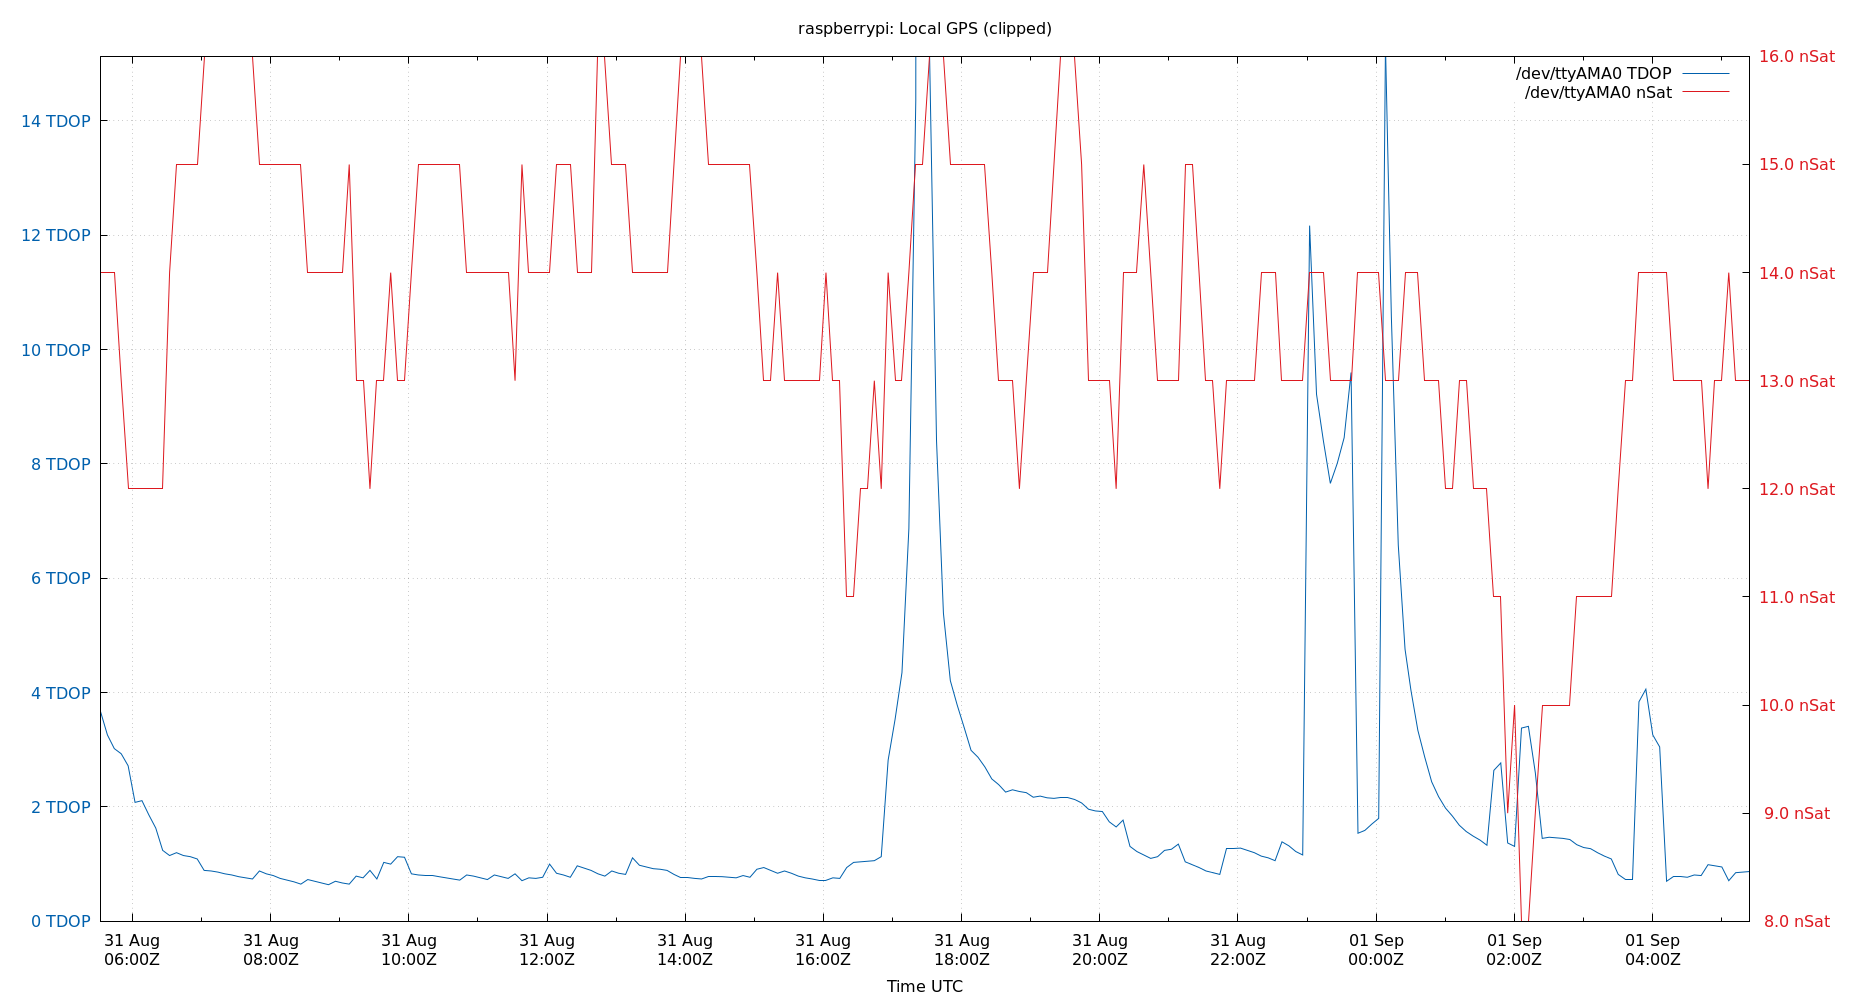 raspberrypi: Local GPS (clipped)
16.0 nSat
/dev/ttyAMA0 TDOP
/dev/ttyAMA0 nSat
14 TDOP
15.0 nSat
12 TDOP
14.0 nSat
10 TDOP
13.0 nSat
8 TDOP
12.0 nSat
6 TDOP
11.0 nSat
4 TDOP
10.0 nSat
2 TDOP
9.0 nSat
0 TDOP
8.0 nSat
31 Aug 31 Aug 31 Aug 31 Aug 31 Aug 31 Aug 31 Aug 31 Aug 31 Aug 01 Sep 01 Sep 01 Sep
06:00Z 08:00Z 10:00Z 12:00Z 14:00Z 16:00Z 18:00Z 20:00Z 22:00Z 00:00Z 02:00Z 04:00Z
Time UTC